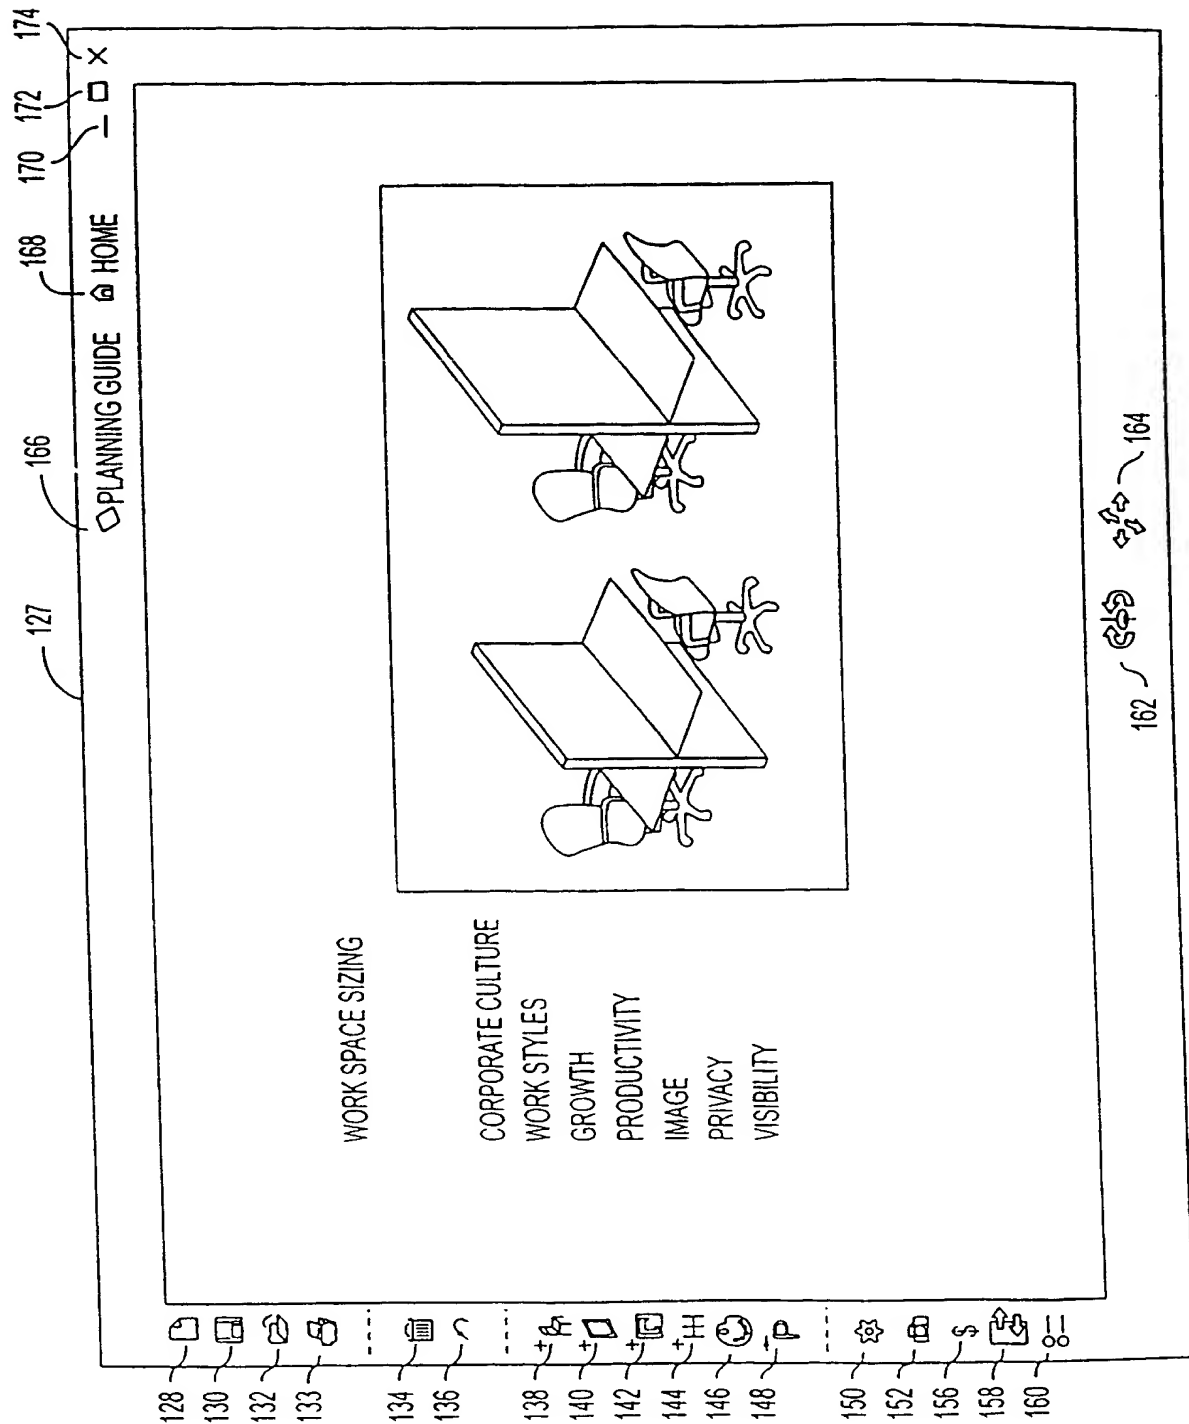 127
166
168
170
172
174
PLANNING GUIDE
HOME
128
130
132
133
134
136
138
140
142
144
146
148
150
152
156
158
160
WORK SPACE SIZING
CORPORATE CULTURE
WORK STYLES
GROWTH
PRODUCTIVITY
IMAGE
PRIVACY
VISIBILITY
$
P
162
164